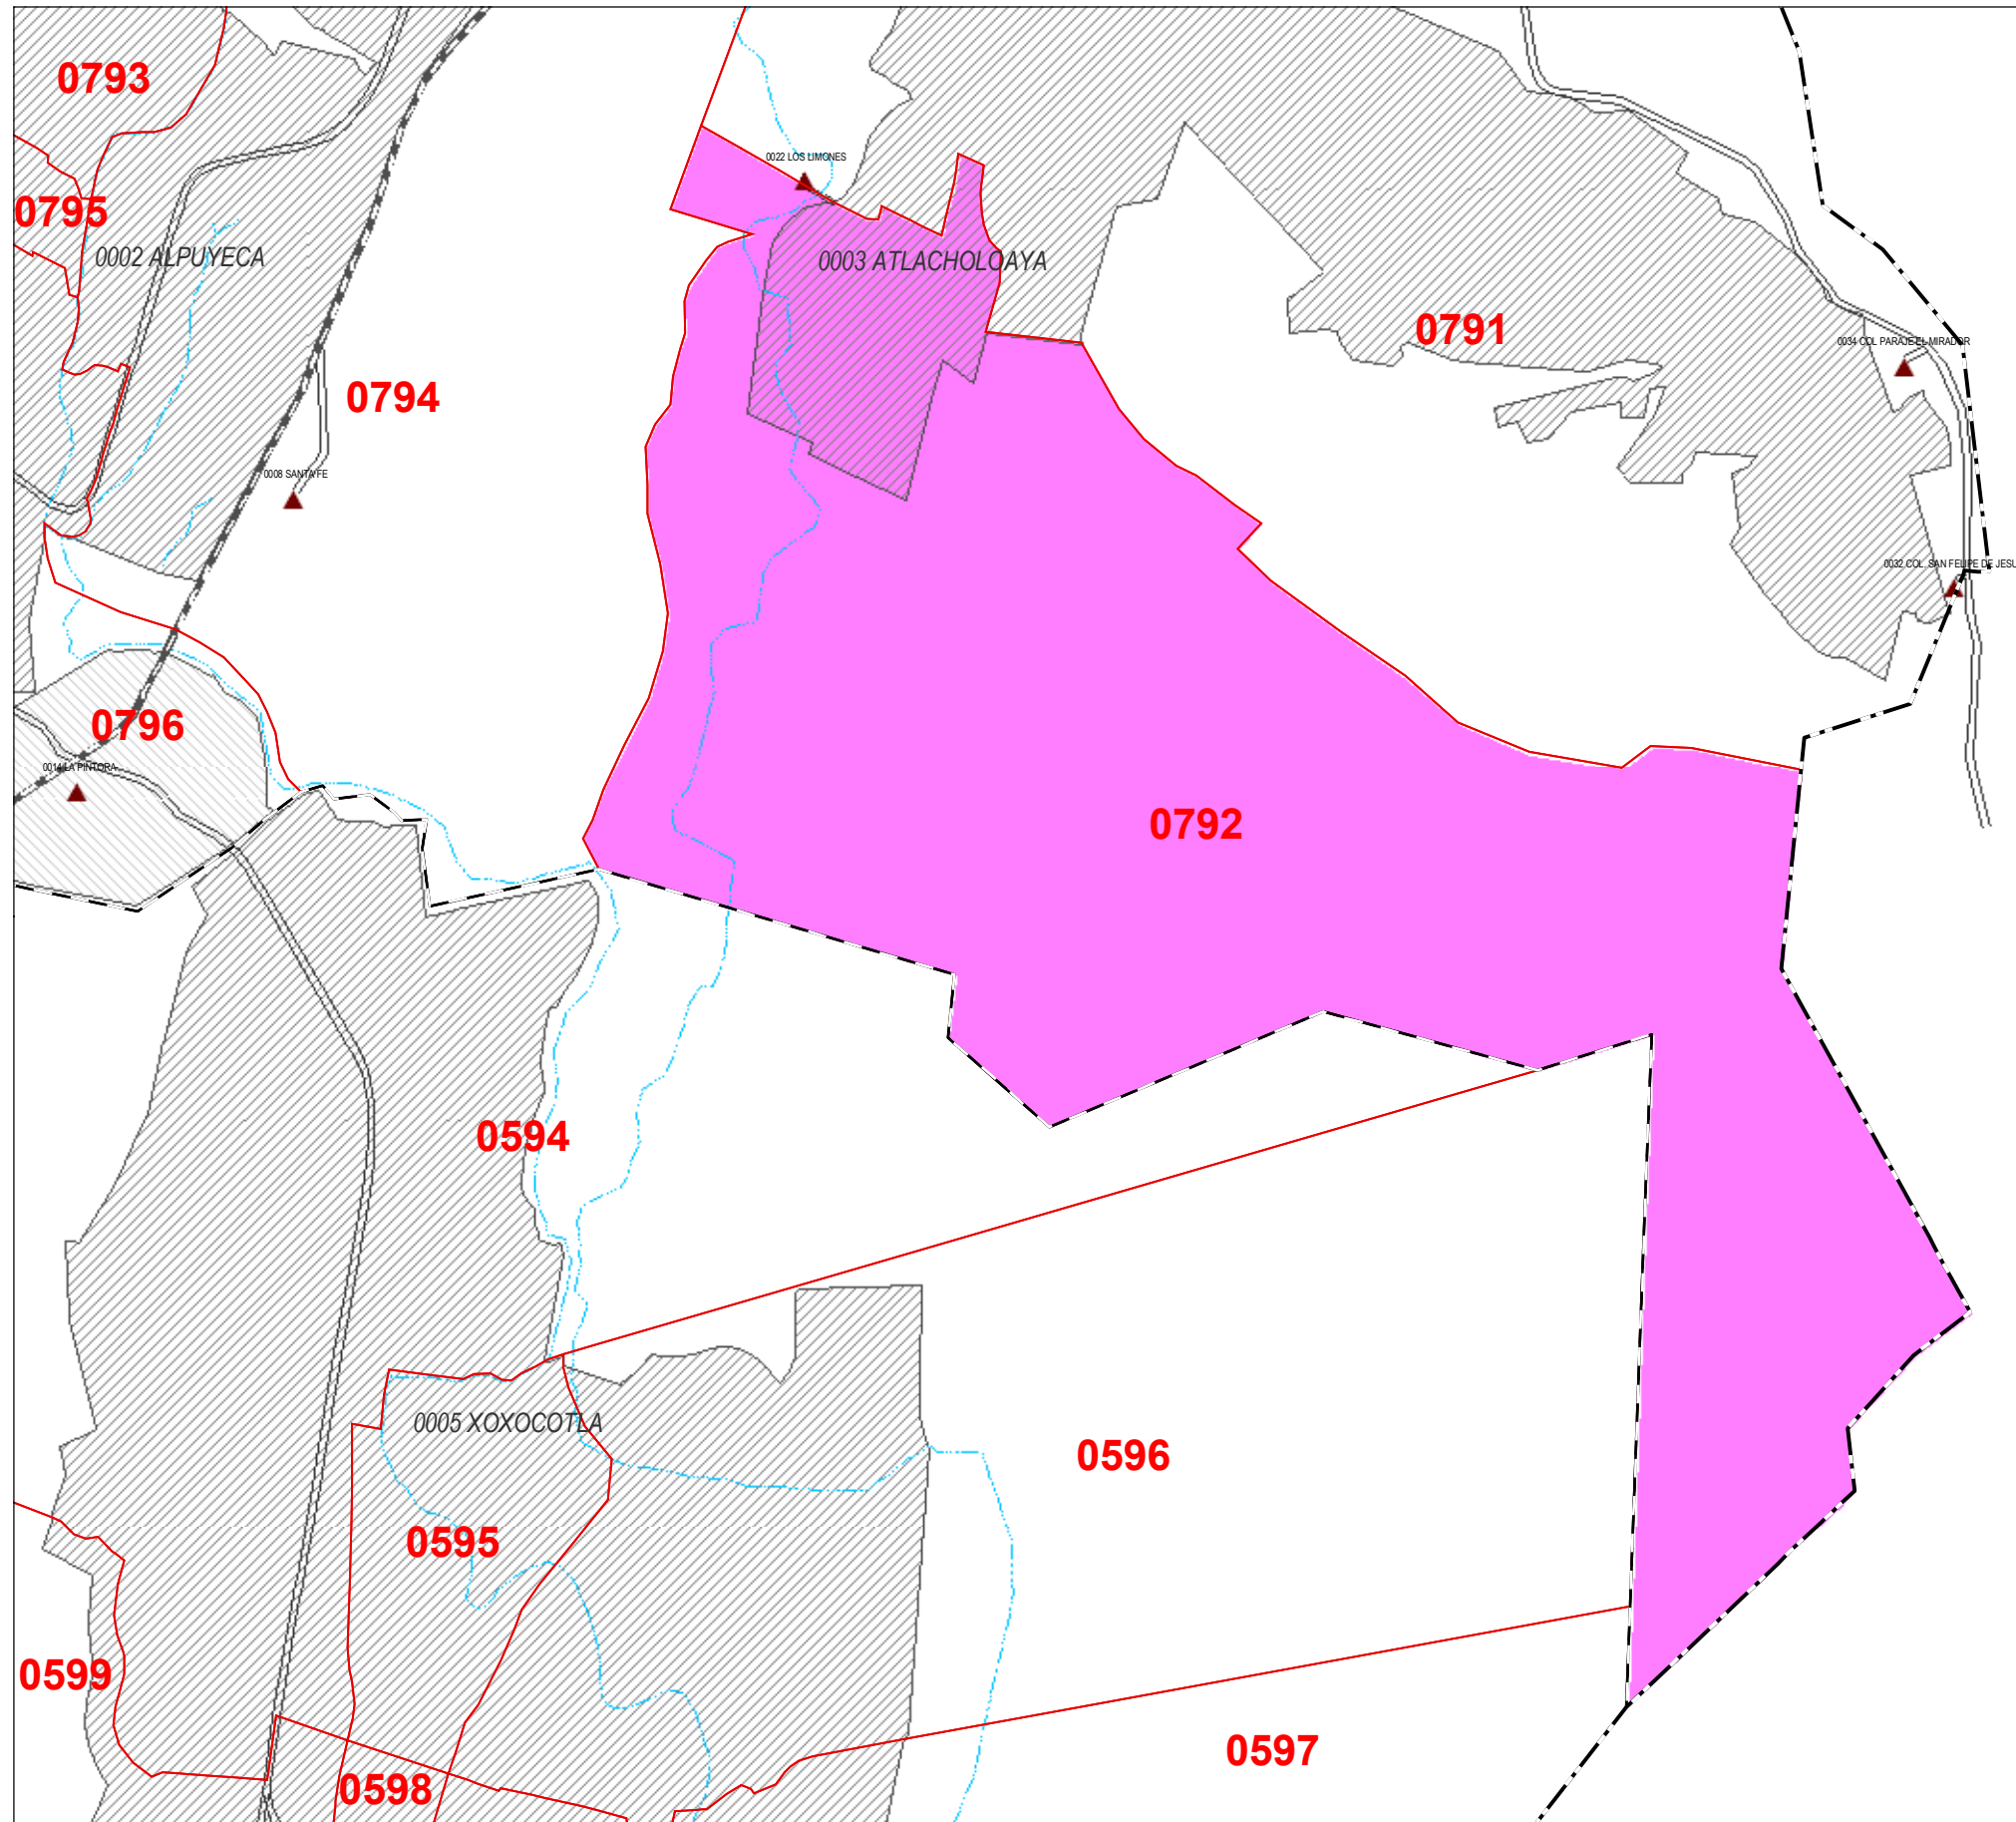 0793
0022 LOS LIMONES
0795
0002 ALPUYECA
0003 ATLACHOLOAYA
0791
0034 COL. PARAJE EL MIRADOR
0794
0008 SANTA FE
0032 COL. SAN FELIPE DE JESU
0796
0014 LA PINTORA
0792
0594
0005 XOXOCOTLA
0596
0595
0599
0597
0598